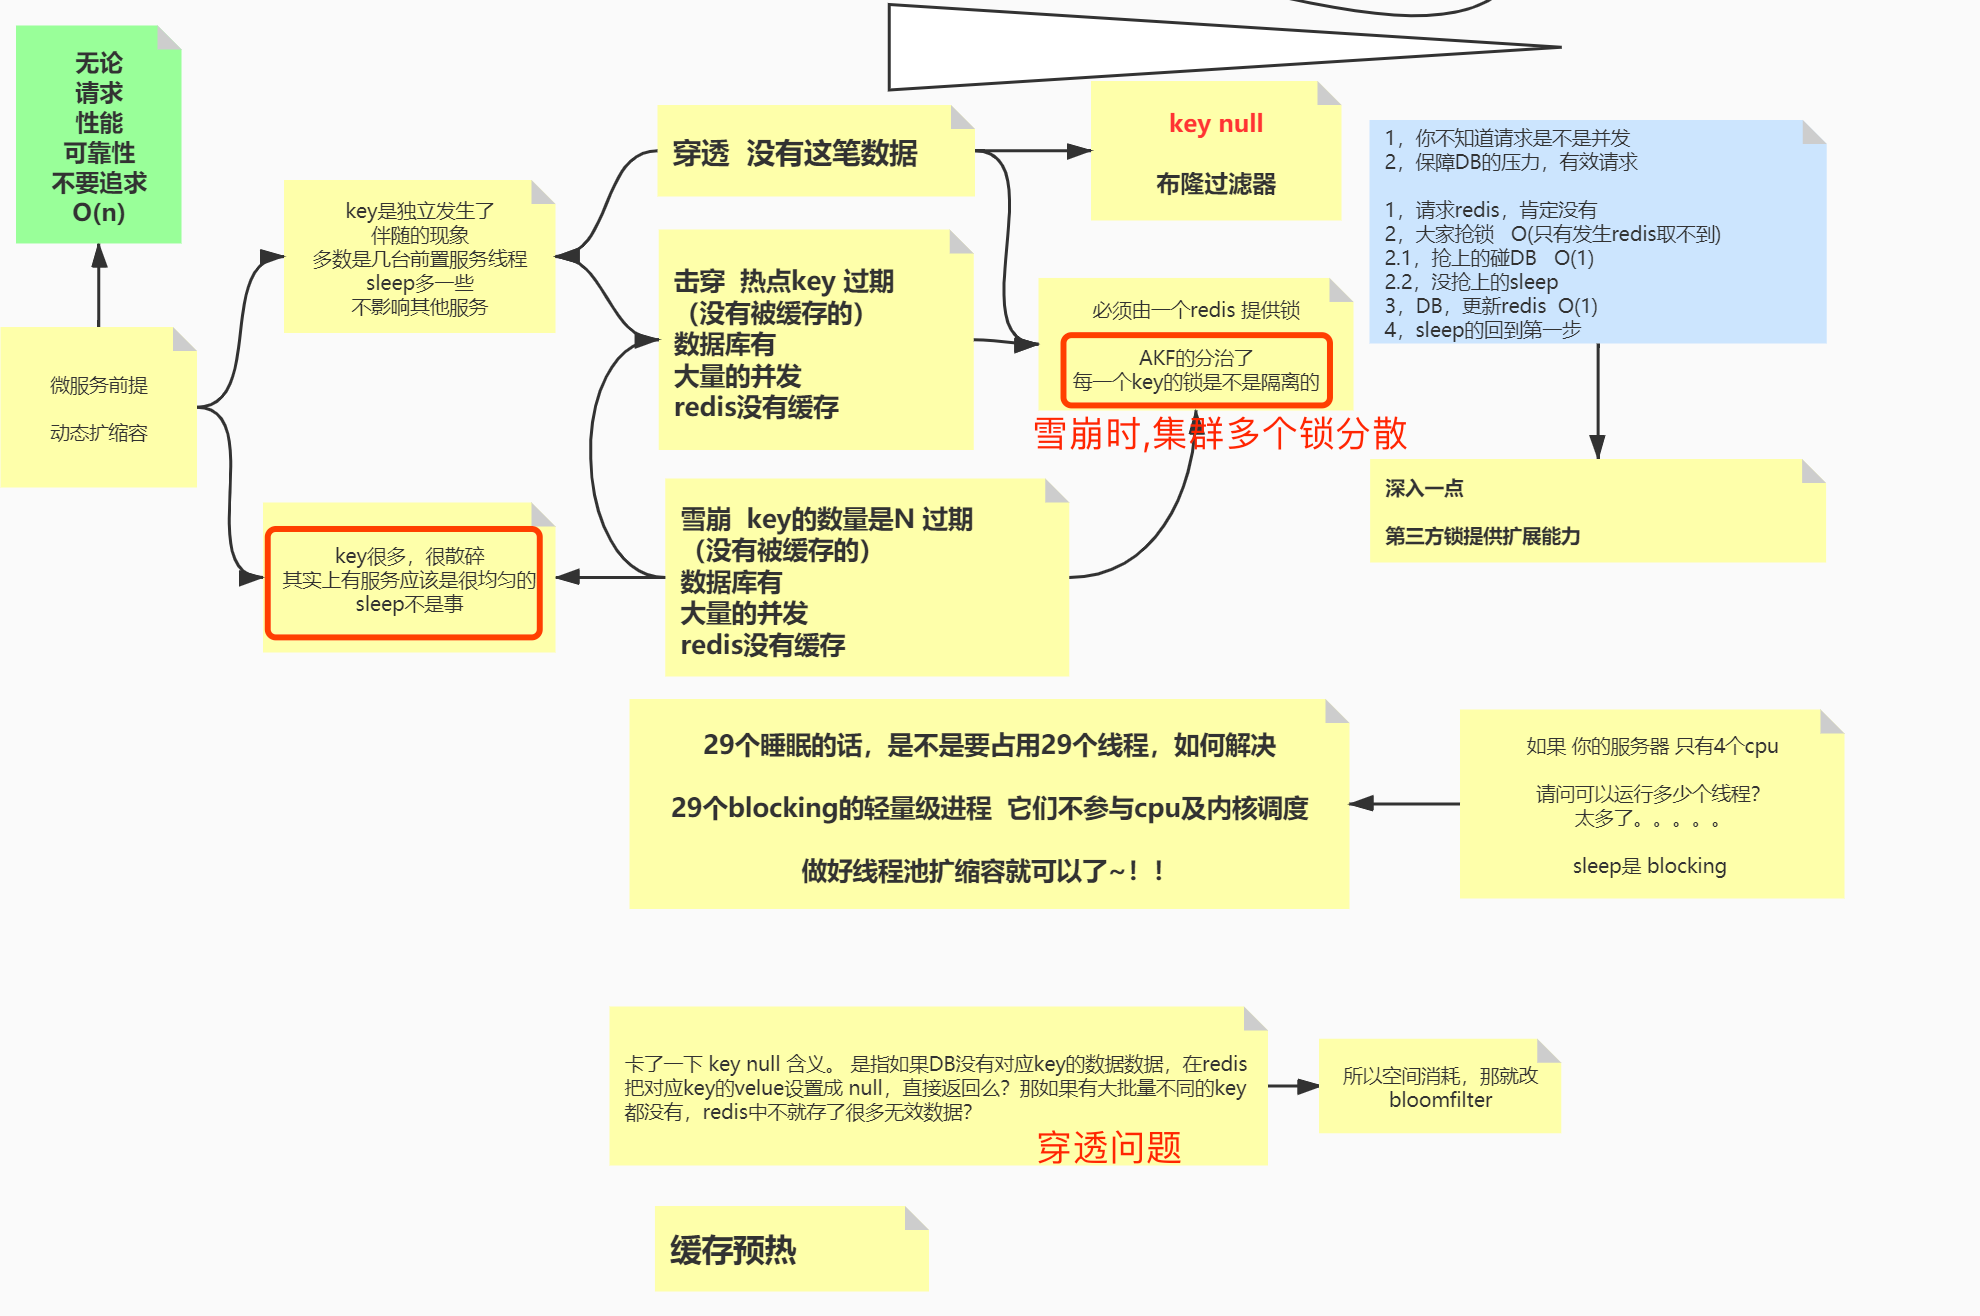 无论
请求
性能
可靠性
不要追求
O(n)
微服务前提
动态扩缩容
key是独立发生了
伴随的现象
多数是几台前置服务线程
sleep多一些
不影响其他服务
key很多，很散碎
其实上有服务应该是很均匀的
sleep不是事
穿透  没有这笔数据
击穿  热点key 过期
（没有被缓存的）
数据库有
大量的并发
redis没有缓存
雪崩  key的数量是N 过期
（没有被缓存的）
数据库有
大量的并发
redis没有缓存
key null
布隆过滤器
必须由一个redis 提供锁
AKF的分治了
每一个key的锁是不是隔离的
雪崩时,集群多个锁分散
1，你不知道请求是不是并发
2，保障DB的压力，有效请求
1，请求redis，肯定没有
2，大家抢锁   O(只有发生redis取不到)
2.1，抢上的碰DB   O(1)
2.2，没抢上的sleep
3，DB，更新redis  O(1)
4，sleep的回到第一步
深入一点
第三方锁提供扩展能力
29个睡眠的话，是不是要占用29个线程，如何解决
29个blocking的轻量级进程  它们不参与cpu及内核调度
做好线程池扩缩容就可以了~！！
如果 你的服务器 只有4个cpu
请问可以运行多少个线程？
太多了。。。。。
sleep是 blocking
卡了一下 key null 含义。 是指如果DB没有对应key的数据数据，在redis
把对应key的velue设置成 null，直接返回么？那如果有大批量不同的key
都没有，redis中不就存了很多无效数据？
穿透问题
所以空间消耗，那就改
bloomfilter
缓存预热